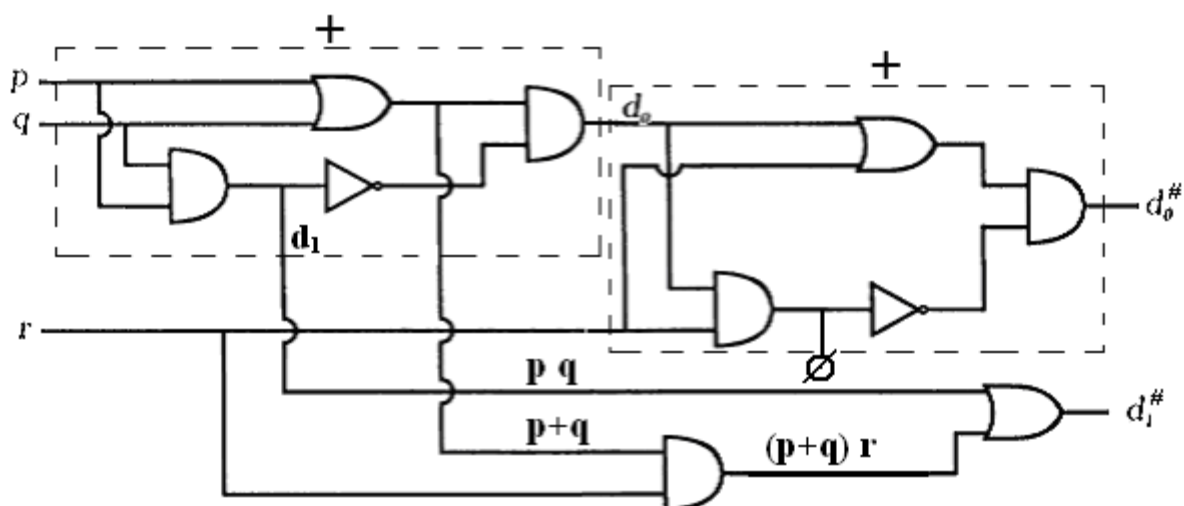 +
+
p
q
d₀
d₀#
d₁
r
p q
p+q
(p+q) r
d₁#